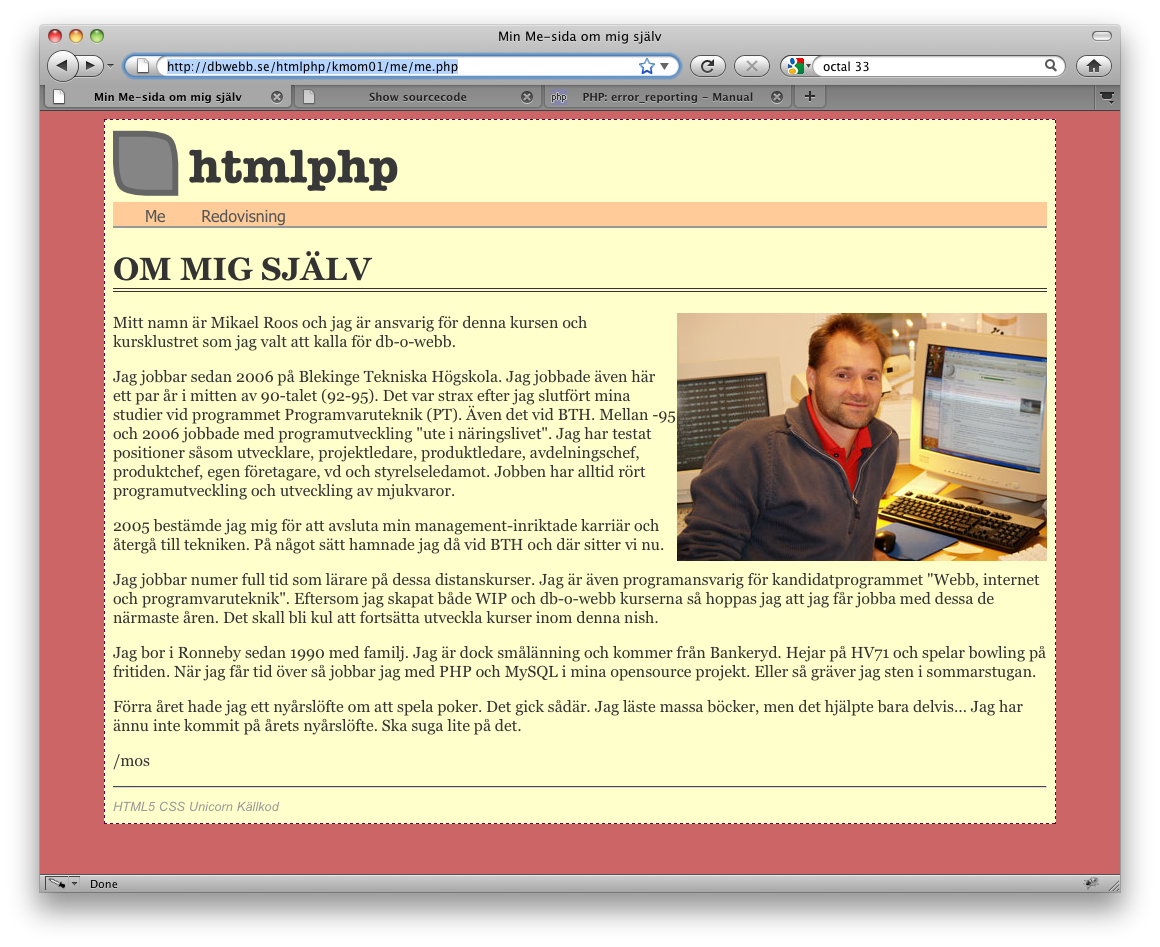 Min Me-sida om mig själv
http://dbwebb.se/htmlphp/kmom01/me/me.php
octal 33
Min Me-sida om mig själv
Show sourcecode
php PHP: error_reporting - Manual
htmlphp
Me Redovisning
OM MIG SJÄLV
Mitt namn är Mikael Roos och jag är ansvarig för denna kursen och
kursklustret som jag valt att kalla för db-o-webb.
Jag jobbar sedan 2006 på Blekinge Tekniska Högskola. Jag jobbade även här
ett par år i mitten av 90-talet (92-95). Det var strax efter jag slutfört mina
studier vid programmet Programvaruteknik (PT). Även det vid BTH. Mellan -95
och 2006 jobbade med programutveckling "ute i näringslivet". Jag har testat
positioner såsom utvecklare, projektledare, produktledare, avdelningschef,
produktchef, egen företagare, vd och styrelseledamot. Jobben har alltid rört
programutveckling och utveckling av mjukvaror.
2005 bestämde jag mig för att avsluta min management-inriktade karriär och
återgå till tekniken. På något sätt hamnade jag då vid BTH och där sitter vi nu.
Jag jobbar numer full tid som lärare på dessa distanskurser. Jag är även programansvarig för kandidatprogrammet "Webb, internet
och programvaruteknik". Eftersom jag skapat både WIP och db-o-webb kurserna så hoppas jag att jag får jobba med dessa de
närmaste åren. Det skall bli kul att fortsätta utveckla kurser inom denna nish.
Jag bor i Ronneby sedan 1990 med familj. Jag är dock smålänning och kommer från Bankeryd. Hejar på HV71 och spelar bowling på
fritiden. När jag får tid över så jobbar jag med PHP och MySQL i mina opensource projekt. Eller så gräver jag sten i sommarstugan.
Förra året hade jag ett nyårslöfte om att spela poker. Det gick sådär. Jag läste massa böcker, men det hjälpte bara delvis... Jag har
ännu inte kommit på årets nyårslöfte. Ska suga lite på det.
/mos
HTML5 CSS Unicorn Källkod
Done